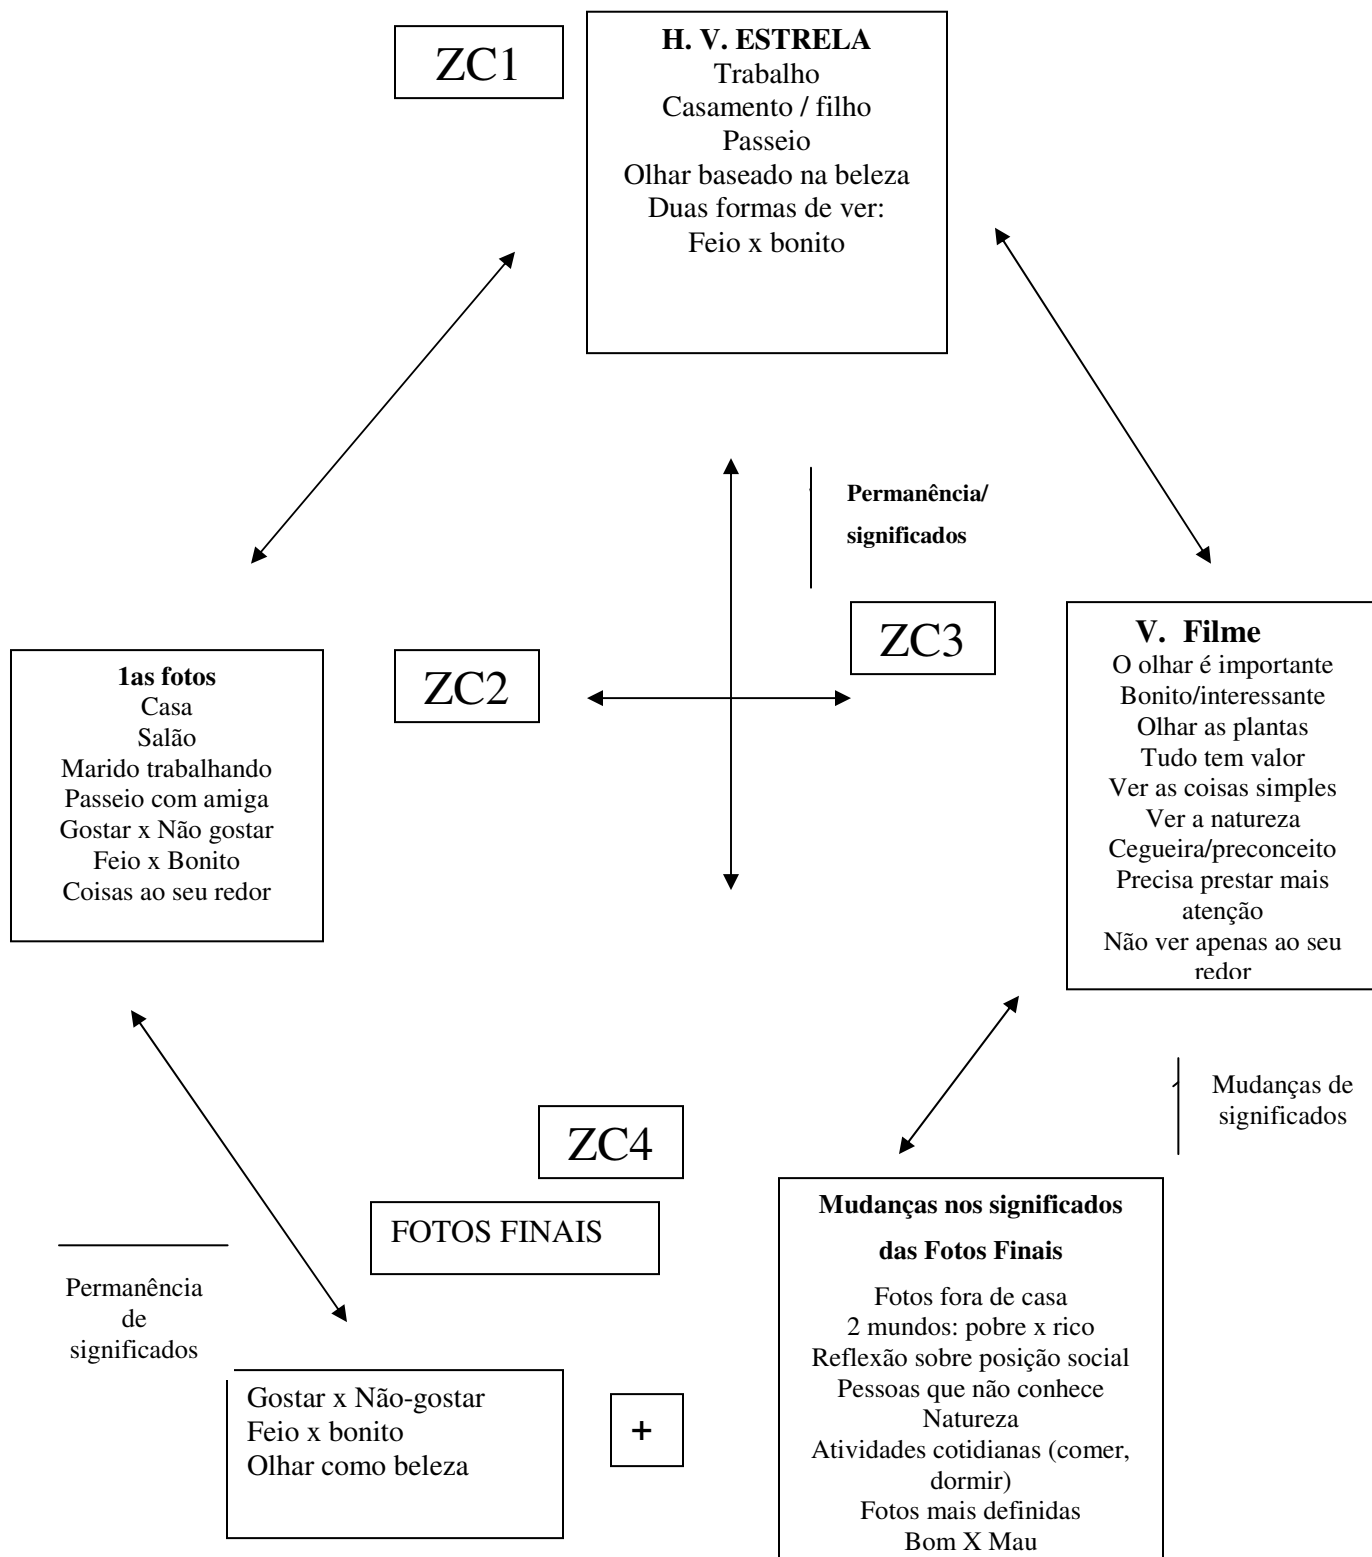 ZC1
H. V. ESTRELA
Trabalho
Casamento / filho
Passeio
Olhar baseado na beleza
Duas formas de ver:
Feio x bonito
Permanência/
significados
ZC2
ZC3
1as fotos
Casa
Salão
Marido trabalhando
Passeio com amiga
Gostar x Não gostar
Feio x Bonito
Coisas ao seu redor
V. Filme
O olhar é importante
Bonito/interessante
Olhar as plantas
Tudo tem valor
Ver as coisas simples
Ver a natureza
Cegueira/preconceito
Precisa prestar mais
atenção
Não ver apenas ao seu
redor
Mudanças de
significados
ZC4
FOTOS FINAIS
Permanência
de
significados
Gostar x Não-gostar
Feio x bonito
Olhar como beleza
+
Mudanças nos significados
das Fotos Finais
Fotos fora de casa
2 mundos: pobre x rico
Reflexão sobre posição social
Pessoas que não conhece
Natureza
Atividades cotidianas (comer,
dormir)
Fotos mais definidas
Bom X Mau